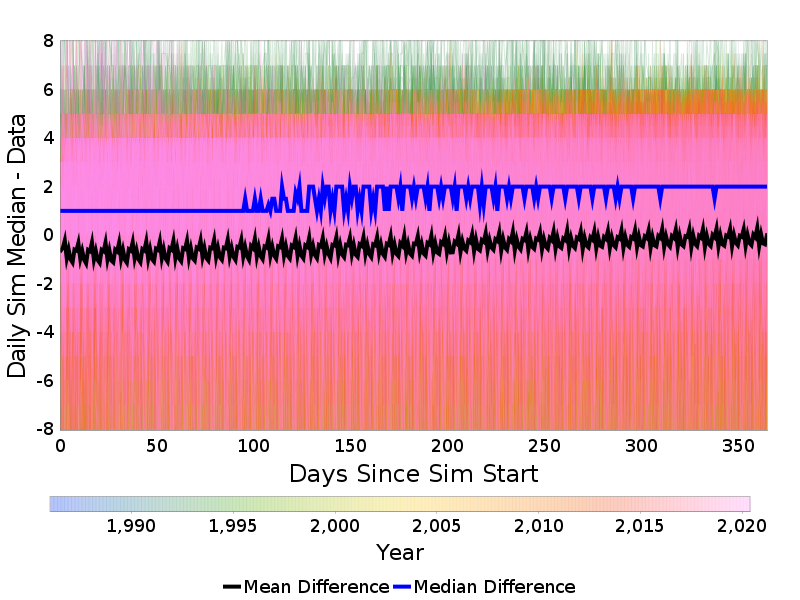 Daily Sim Median - Data
8
6
4
2
0
-2
-4
-6
-8
0 50 100 150 200 250 300 350
Days Since Sim Start
1,990 1,995 2,000 2,005 2,010 2,015 2,020
Year
Mean Difference Median Difference